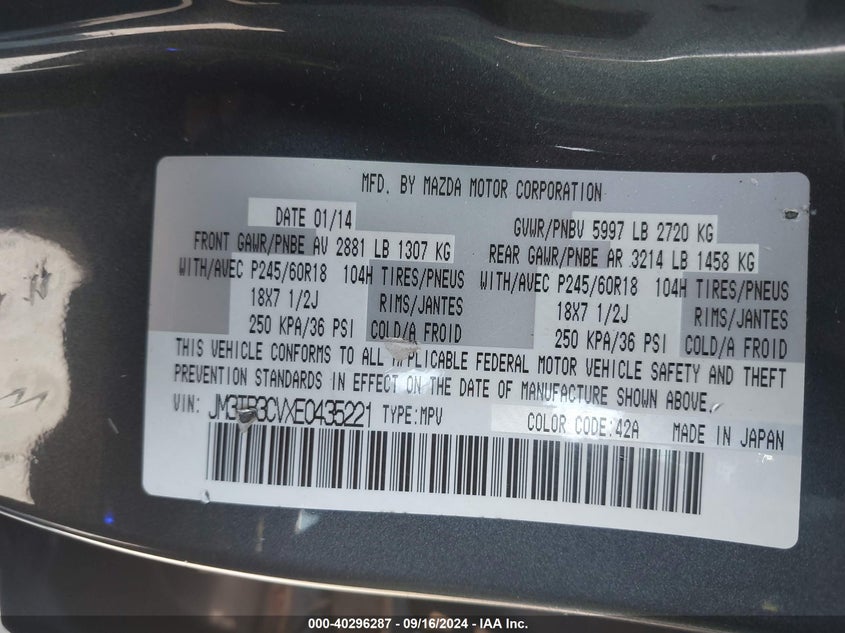 MFD. BY MAZDA MOTOR CORPORATION
DATE 01/14 GVWR/PNBV 5997 LB 2720 KG
FRONT GAWR/PNBE AV 2881 LB 1307 KG REAR GAWR/PNBE AR 3214 LB 1458 KG
WITH/AVEC P245/60R18 104H TIRES/PNEUS WITH/AVEC P245/60R18 104H TIRES/PNEUS
18X7 1/2J RIMS/JANTES 18X7 1/2J RIMS/JANTES
250 KPA/36 PSI COLD/A FROID 250 KPA/36 PSI COLD/A FROID
THIS VEHICLE CONFORMS TO ALL APPLICABLE FEDERAL MOTOR VEHICLE SAFETY AND THEFT
PREVENTION STANDARDS IN EFFECT ON THE DATE OF MANUFACTURE SHOWN ABOVE.
VIN: JM3TB3CVXE0435221 TYPE:MPV COLOR CODE:42A MADE IN JAPAN
000-40296287 - 09/16/2024 - IAA Inc.